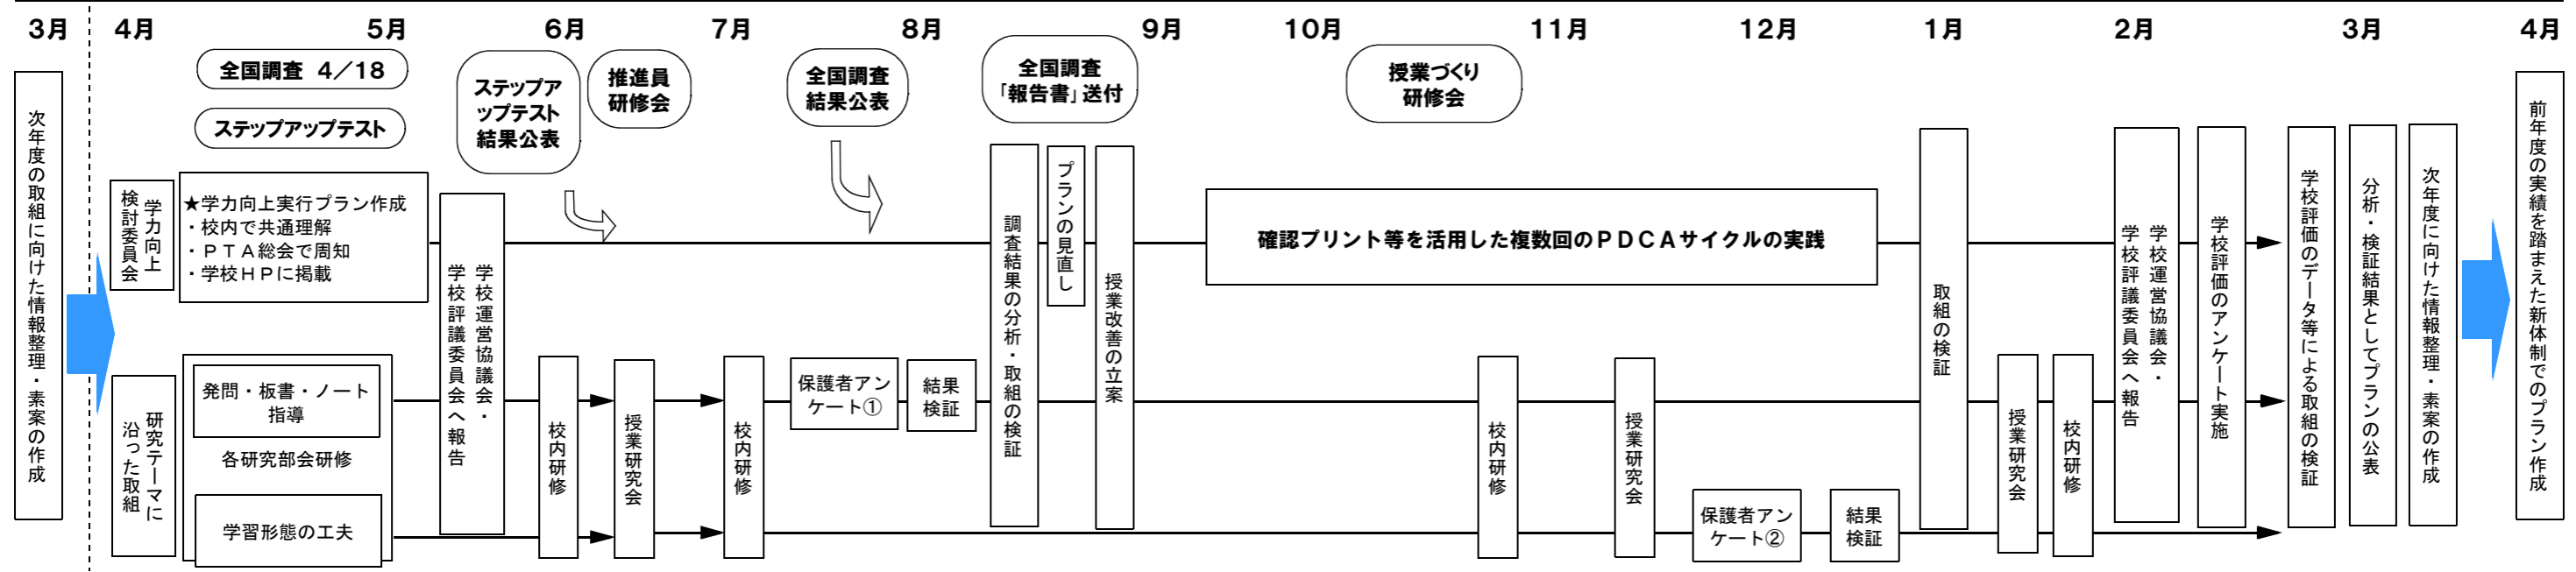 3月
4月
5月
6月
7月
8月
9月
10月
11月
12月
1月
2月
3月
4月
全国調査 4／18
ステップアップテスト
ステップア
ップテスト
結果公表
推進員
研修会
全国調査
結果公表
全国調査
「報告書」送付
授業づくり
研修会
次年度の取組に向けた情報整理・素案の作成
学力向上
検討委員会
★学力向上実行プラン作成
・校内で共通理解
・ＰＴＡ総会で周知
・学校ＨＰに掲載
研究テーマに
沿った取組
発問・板書・ノート
指導
各研究部会研修
学習形態の工夫
学校運営協議会・
学校評議委員会へ報告
校内研修
授業研究会
校内研修
保護者アン
ケート①
結果
検証
調査結果の分析・取組の検証
プランの見直し
授業改善の立案
確認プリント等を活用した複数回のＰＤＣＡサイクルの実践
校内研修
授業研究会
保護者アン
ケート②
結果
検証
取組の検証
授業研究会
校内研修
学校運営協議会・
学校評議委員会へ報告
学校評価のアンケート実施
学校評価のデータ等による取組の検証
分析・検証結果としてプランの公表
次年度に向けた情報整理・素案の作成
前年度の実績を踏まえた新体制でのプラン作成